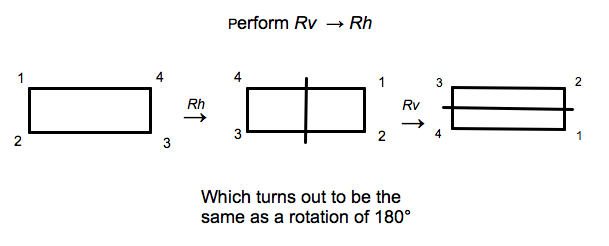 Perform Rv → Rh
1 4 4 1 3 2
Rh → Rv →
2 3 3 2 4 1
Which turns out to be the
same as a rotation of 180°